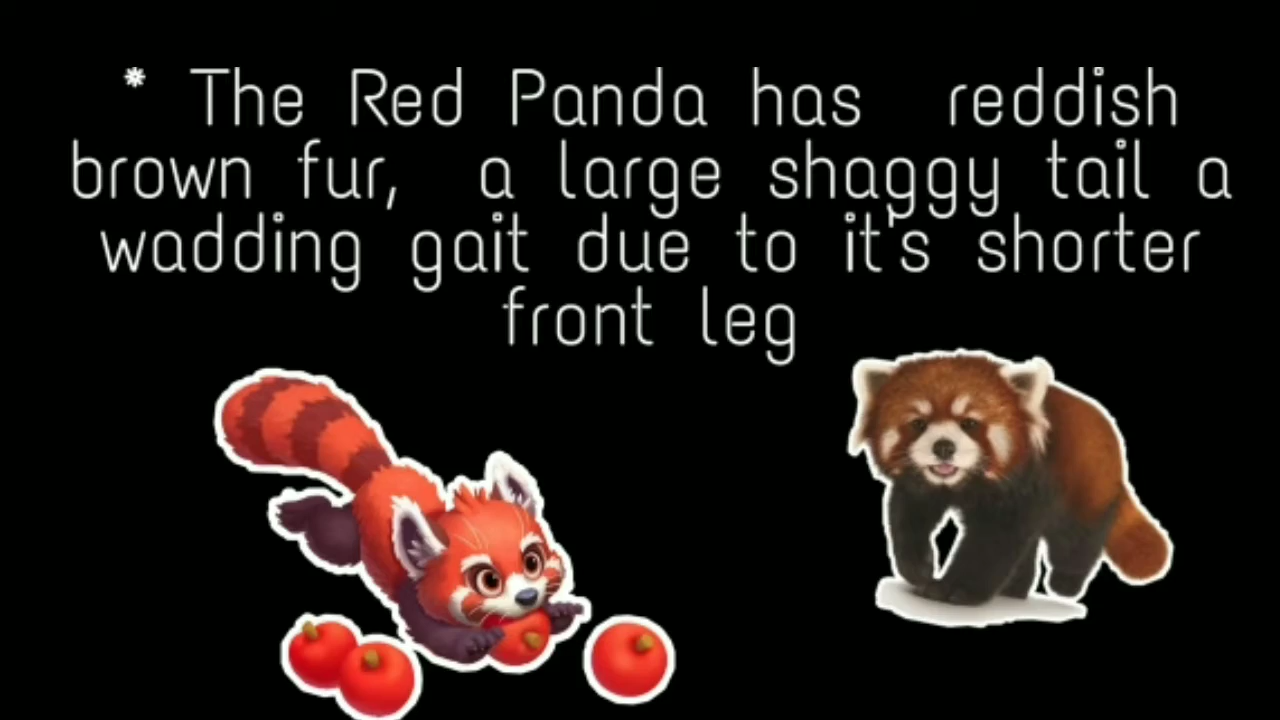 * The Red Panda has reddish
brown fur, a large shaggy tail a
wadding gait due to it's shorter
front leg